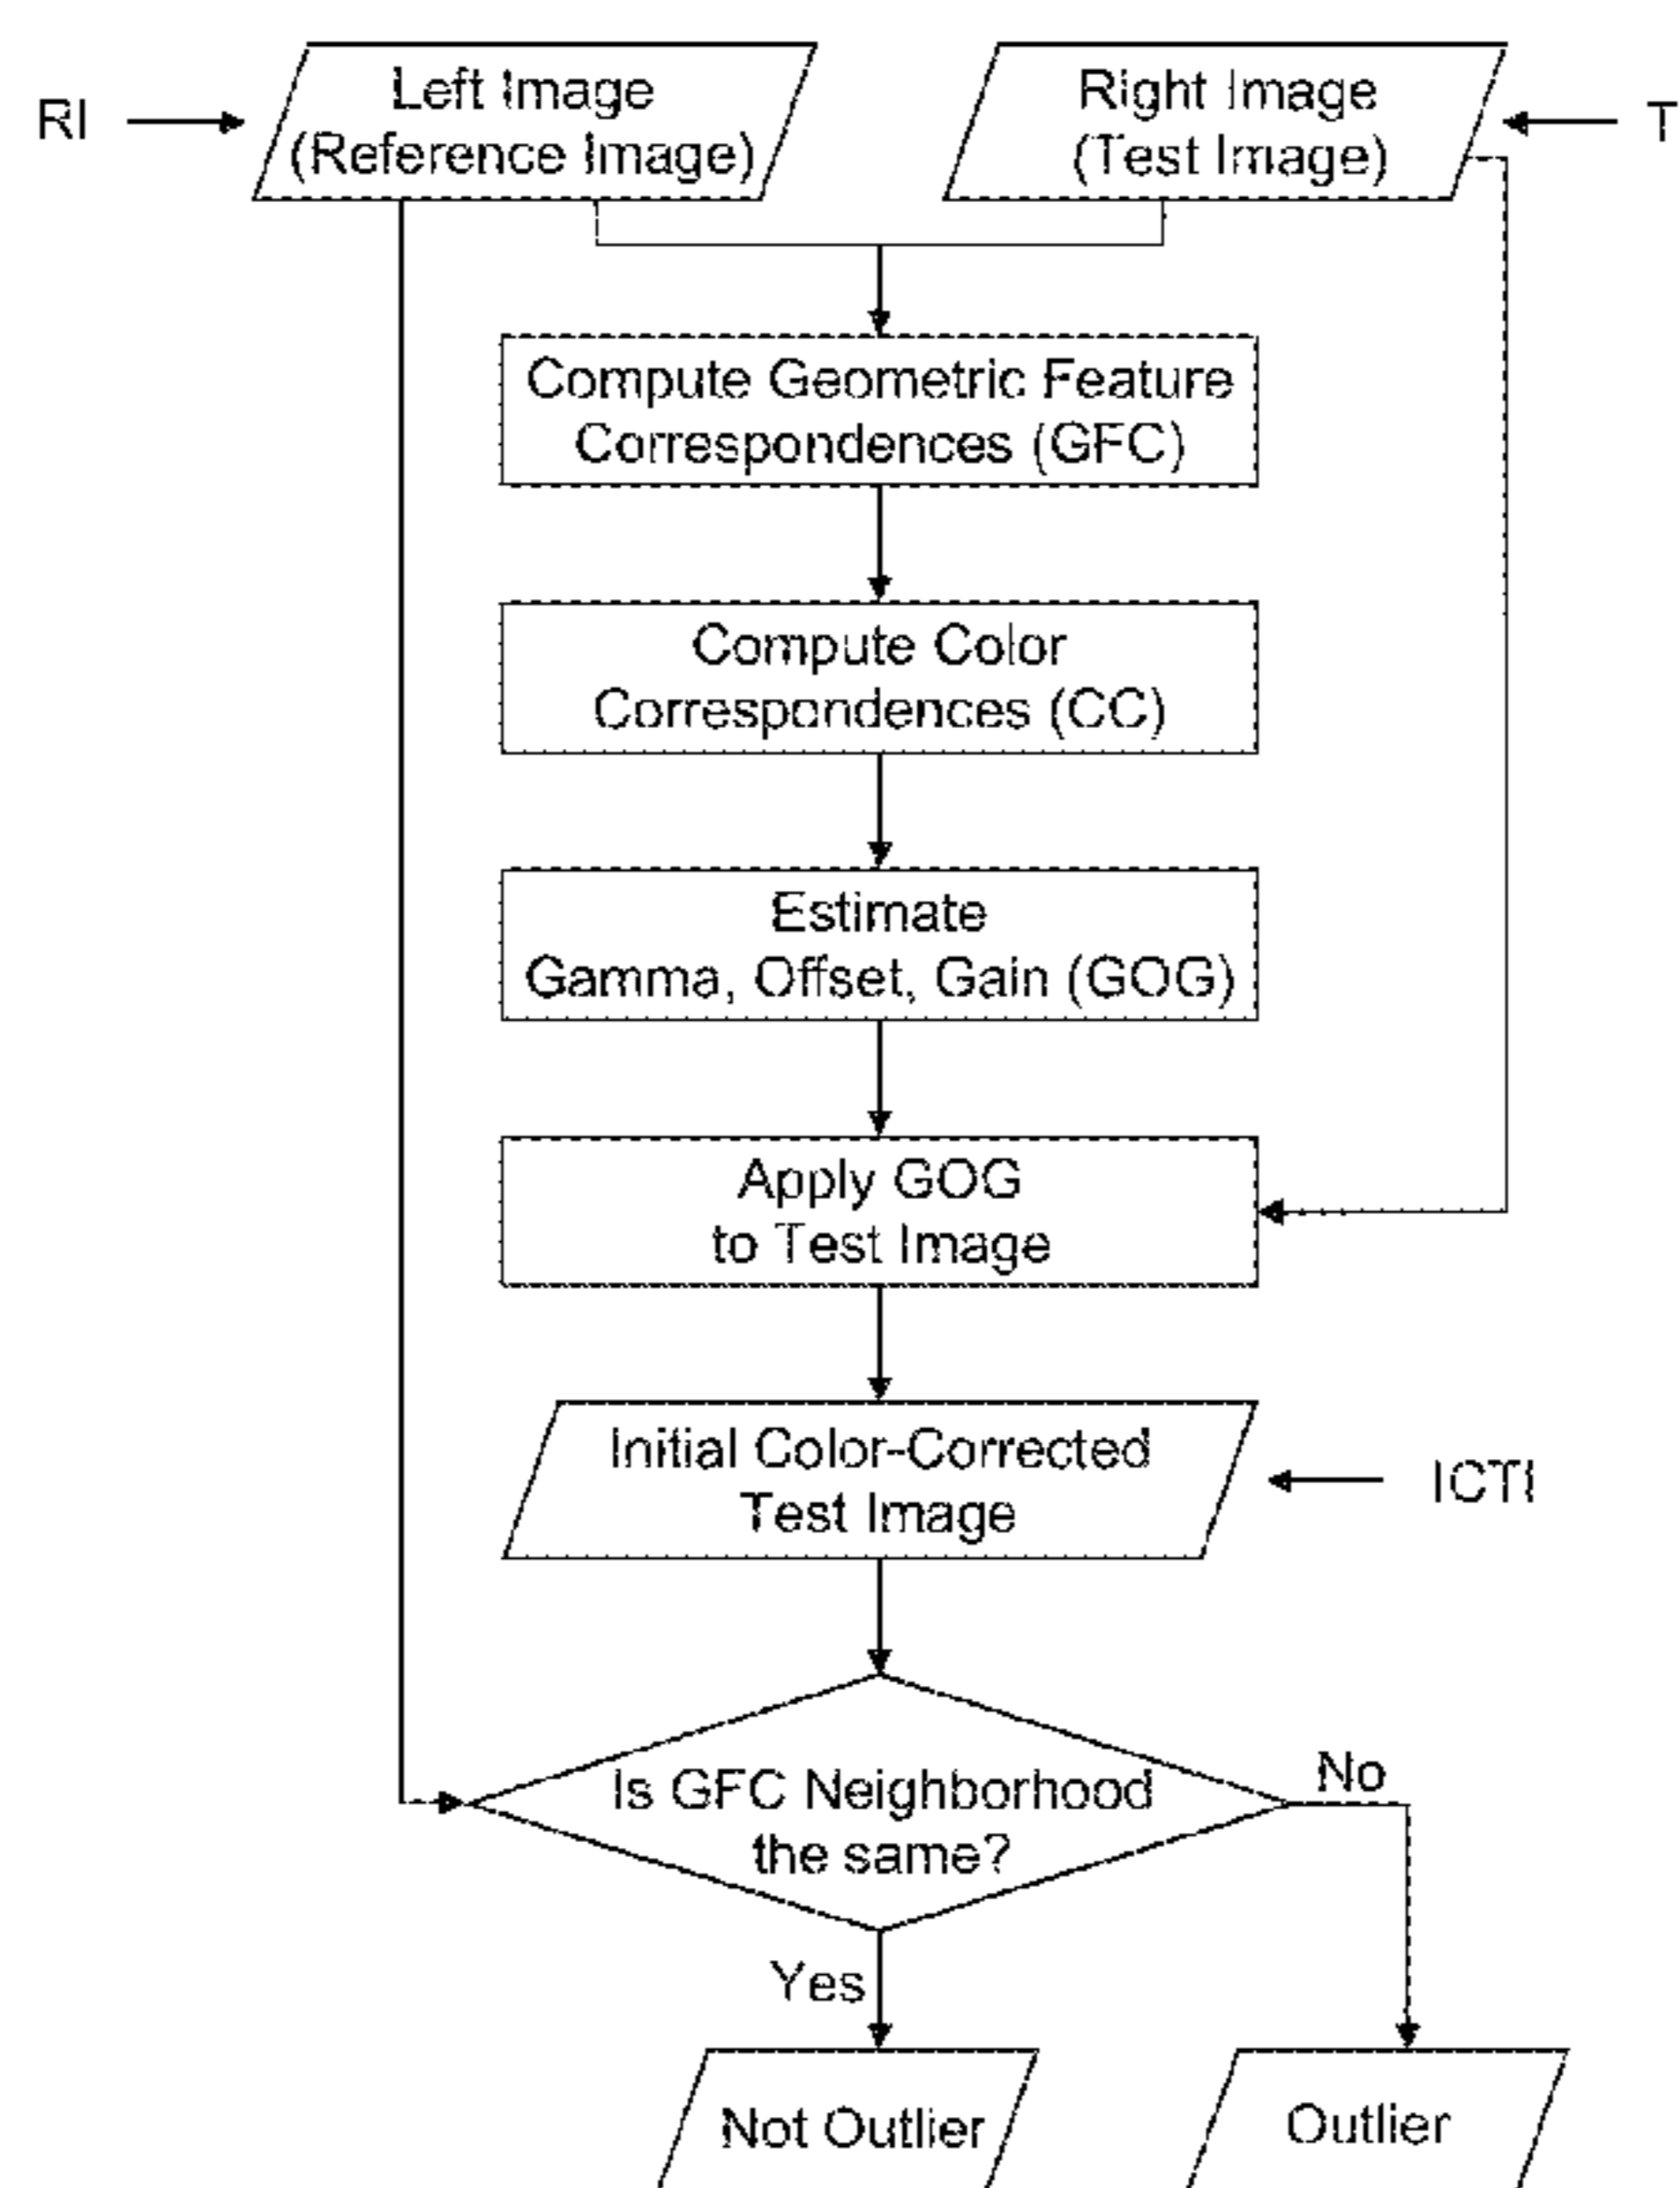 RI
Left Image
(Reference Image)
Right Image
(Test Image)
T
Compute Geometric Feature
Correspondences (GFC)
Compute Color
Correspondences (CC)
Estimate
Gamma, Offset, Gain (GOG)
Apply GOG
to Test Image
Initial Color-Corrected
Test Image
ICTI
Is GFC Neighborhood
the same?
No
Yes
Not Outlier
Outlier